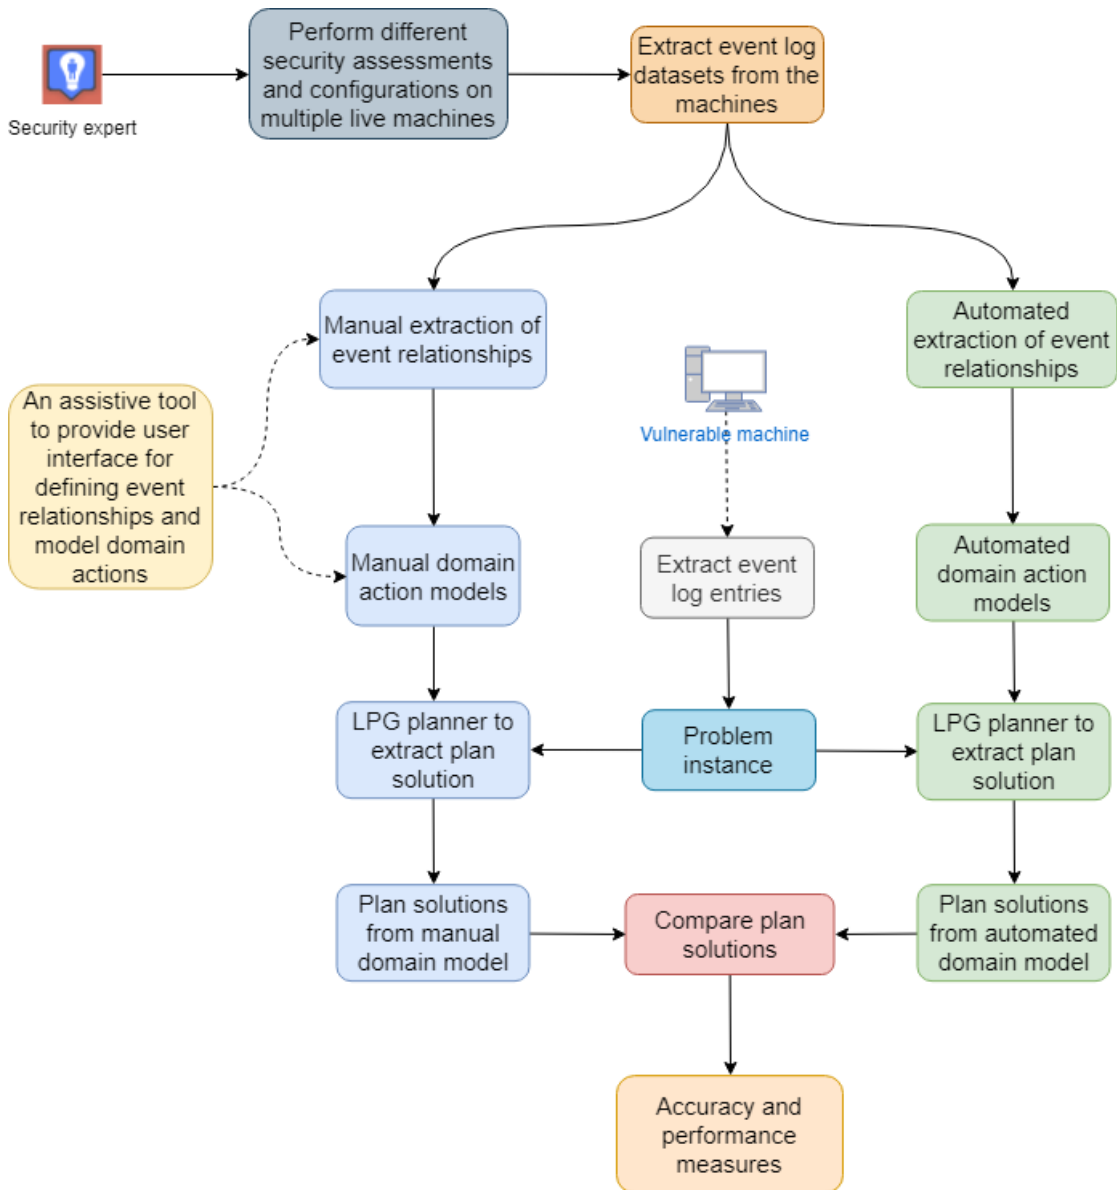 Perform different
security assessments
and configurations on
multiple live machines
Extract event log
datasets from the
machines
Security expert
Manual extraction of
event relationships
Automated
extraction of event
relationships
An assistive tool
to provide user
interface for
defining event
relationships and
model domain
actions
Vulnerable machine
Manual domain
action models
Extract event
log entries
Automated
domain action
models
LPG planner to
extract plan
solution
Problem
instance
LPG planner to
extract plan
solution
Plan solutions
from manual
domain model
Compare plan
solutions
Plan solutions
from automated
domain model
Accuracy and
performance
measures